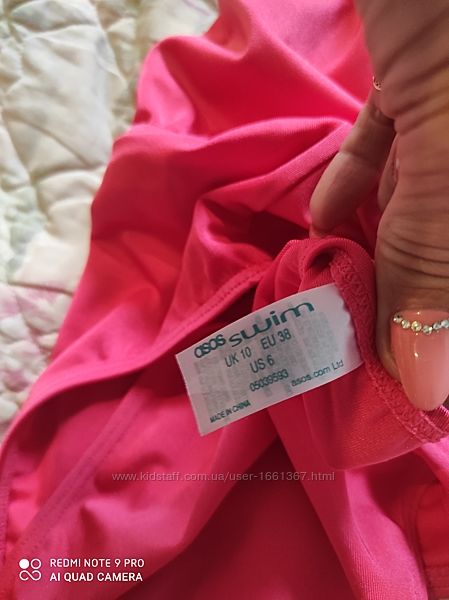 asos swim
UK 10 EU 38
US 6
05039593
MADE IN CHINA
asos.com Ltd
www.kidstaff.com.ua/user-1661367.html
REDMI NOTE 9 PRO
AI QUAD CAMERA